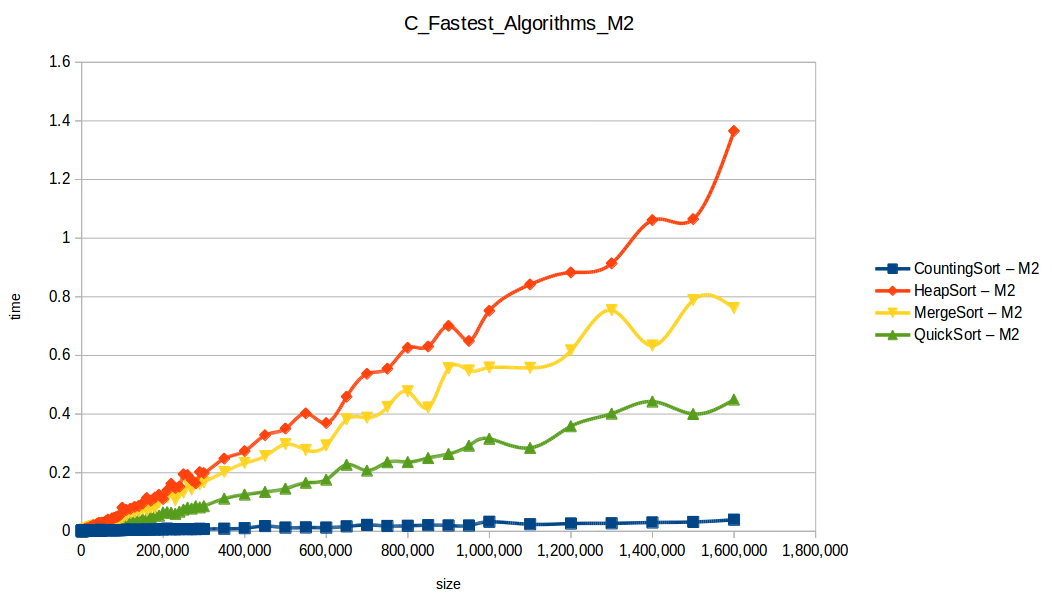 C_Fastest_Algorithms_M2
1.6
1.4
1.2
1
0.8
0.6
0.4
0.2
0
time
0
200,000
400,000
600,000
800,000
1,000,000
1,200,000
1,400,000
1,600,000
1,800,000
size
CountingSort – M2
HeapSort – M2
MergeSort – M2
QuickSort – M2